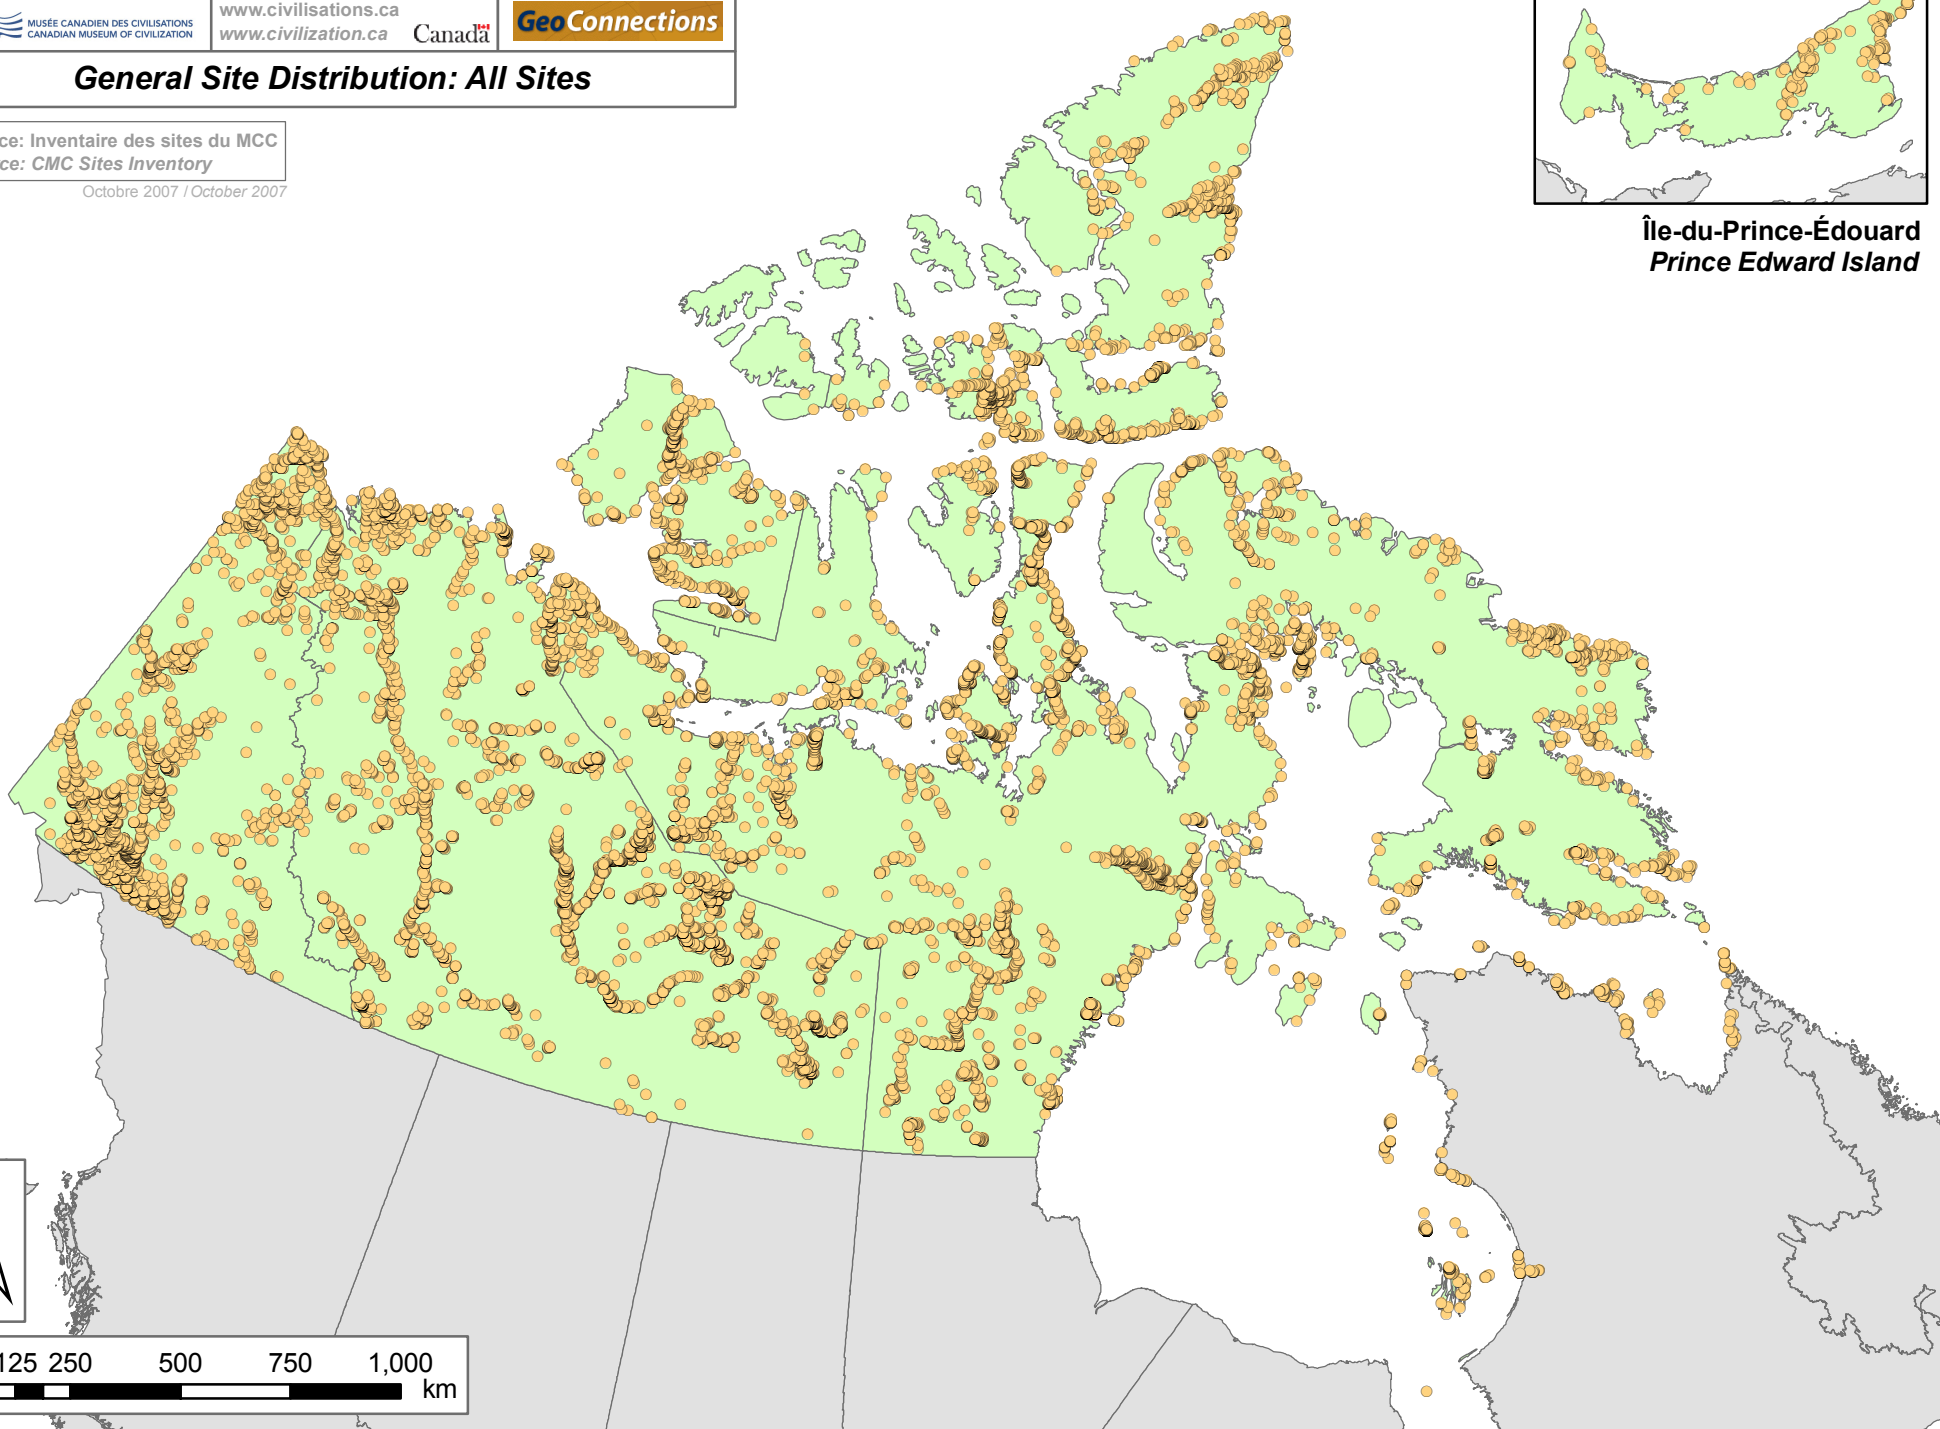 MUSÉE CANADIEN DES CIVILISATIONS
CANADIAN MUSEUM OF CIVILIZATION
www.civilisations.ca
www.civilization.ca
Canada
GeoConnections
General Site Distribution: All Sites
ce: Inventaire des sites du MCC
ce: CMC Sites Inventory
Octobre 2007 / October 2007
Île-du-Prince-Édouard
Prince Edward Island
125 250 500 750 1,000
km